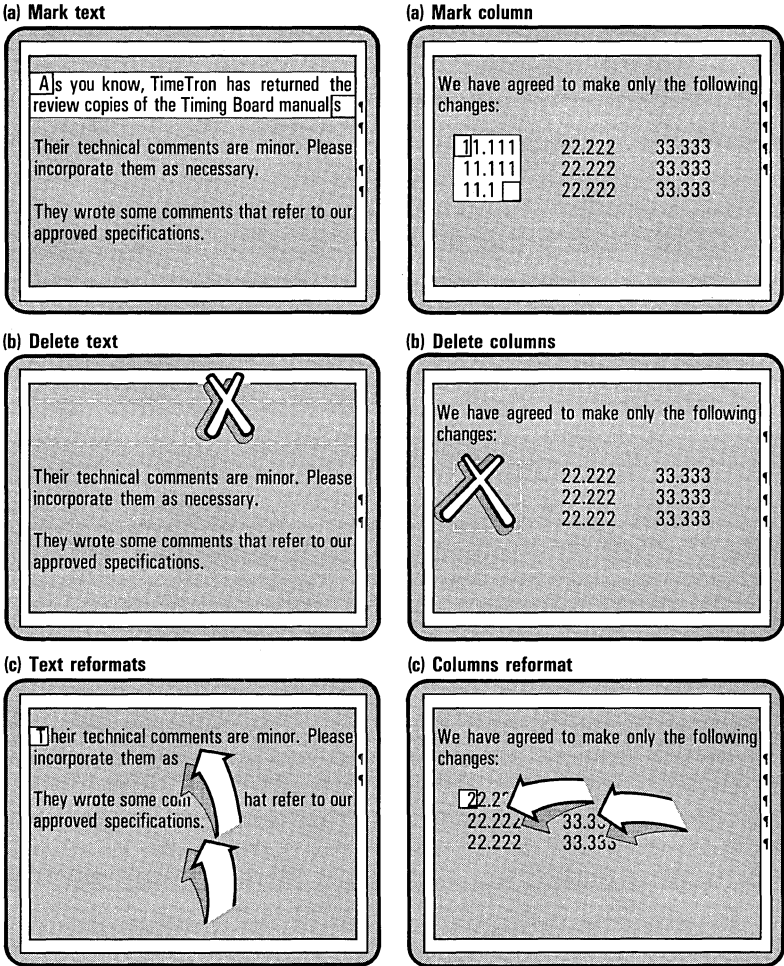 (a) Mark text
As you know, TimeTron has returned the
review copies of the Timing Board manuals ¶
¶
Their technical comments are minor. Please
incorporate them as necessary. ¶
¶
They wrote some comments that refer to our
approved specifications.
(a) Mark column
We have agreed to make only the following
changes: ¶
¶
11.111 22.222 33.333 ¶
11.111 22.222 33.333 ¶
11.1 22.222 33.333
(b) Delete text
Their technical comments are minor. Please
incorporate them as necessary. ¶
¶
They wrote some comments that refer to our
approved specifications.
(b) Delete columns
We have agreed to make only the following
changes: ¶
22.222 33.333 ¶
22.222 33.333 ¶
22.222 33.333 ¶
(c) Text reformats
Their technical comments are minor. Please
incorporate them as ¶
¶
They wrote some hat refer to our
approved specifications.
(c) Columns reformat
We have agreed to make only the following
changes: ¶
¶
¶
22.222 ¶
22.222 ¶